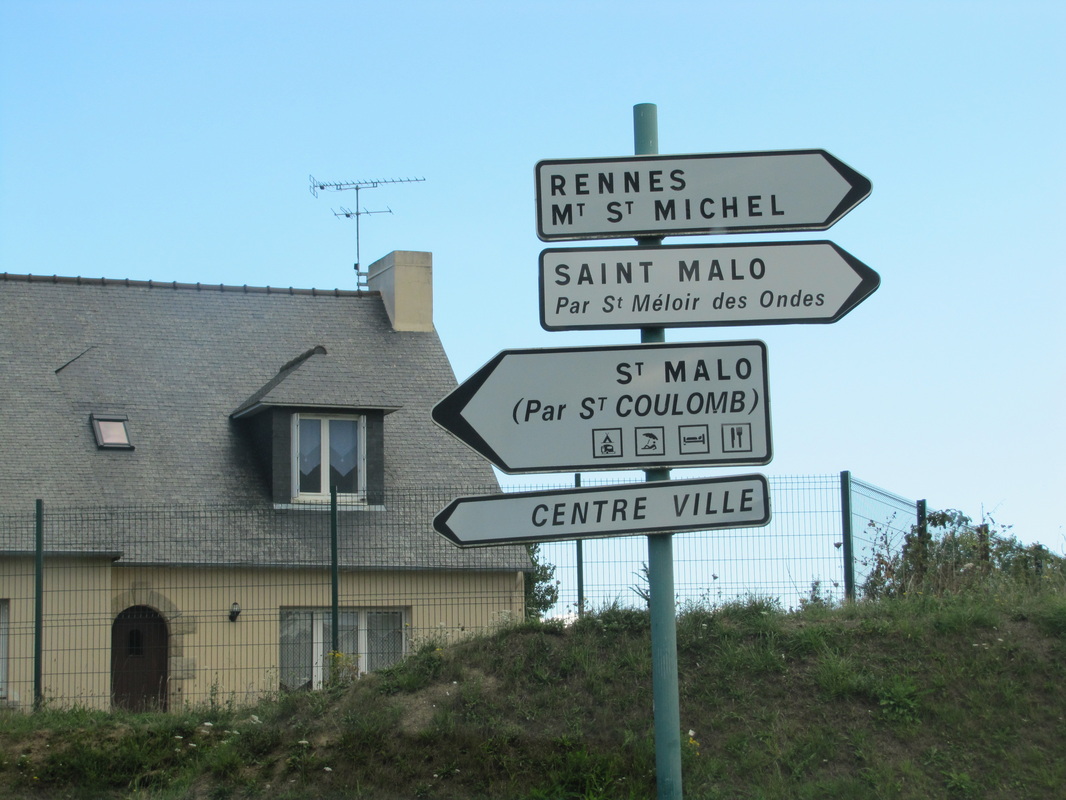 RENNES
Mᵀ Sᵀ MICHEL
SAINT MALO
Par Sᵗ Méloir des Ondes
Sᵀ MALO
(Par Sᵀ COULOMB)
CENTRE VILLE